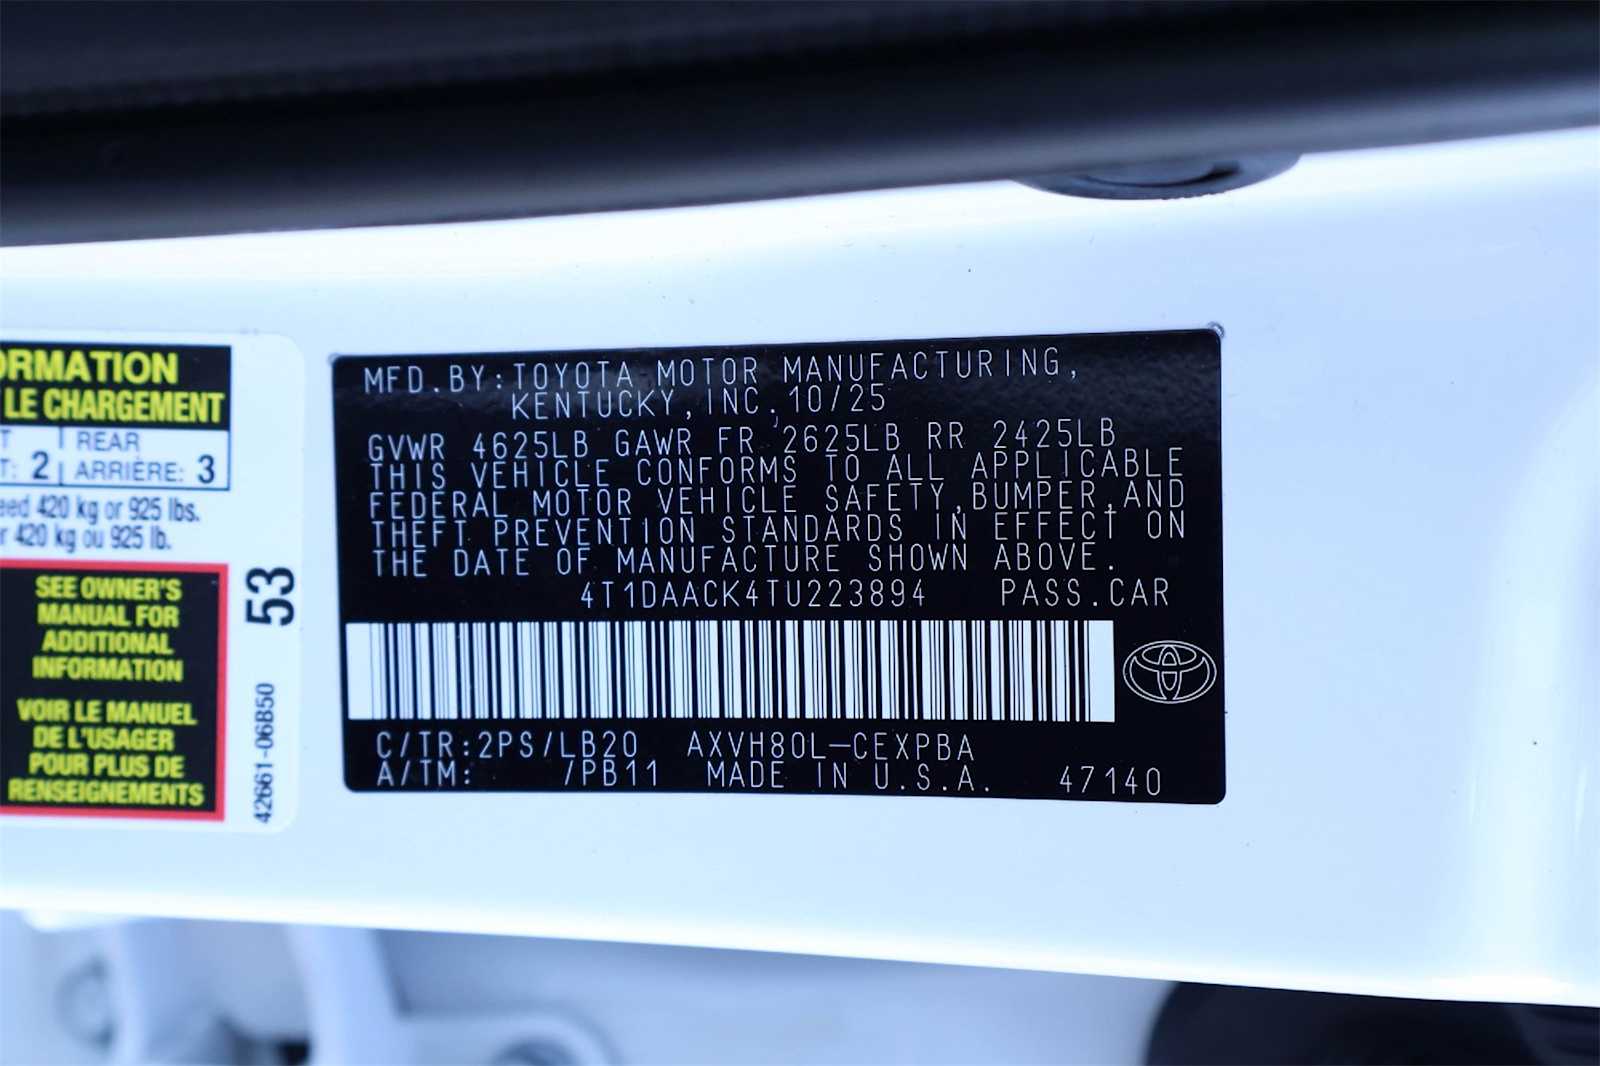 ORMATION
LE CHARGEMENT
T | REAR
T: 2 | ARRIÈRE: 3
eed 420 kg or 925 lbs.
r 420 kg ou 925 lb.
SEE OWNER'S
MANUAL FOR
ADDITIONAL
INFORMATION
VOIR LE MANUEL
DE L'USAGER
POUR PLUS DE
RENSEIGNEMENTS
53
42661-06B50
MFD.BY:TOYOTA MOTOR MANUFACTURING,
KENTUCKY,INC.10/25
GVWR 4625LB GAWR FR 2625LB RR 2425LB
THIS VEHICLE CONFORMS TO ALL APPLICABLE
FEDERAL MOTOR VEHICLE SAFETY,BUMPER,AND
THEFT PREVENTION STANDARDS IN EFFECT ON
THE DATE OF MANUFACTURE SHOWN ABOVE.
4T1DAACK4TU223894 PASS.CAR
C/TR:2PS/LB20 AXVH80L-CEXPBA
A/TM: /PB11 MADE IN U.S.A. 47140